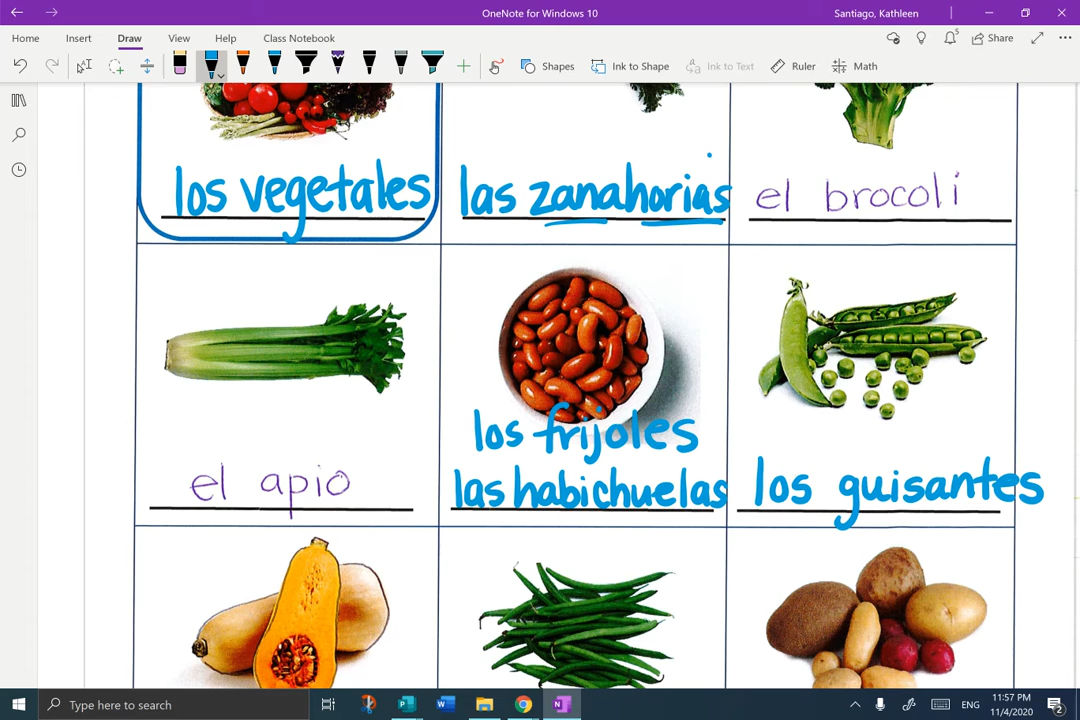 OneNote for Windows 10
Santiago, Kathleen
Home Insert Draw View Help Class Notebook
5
Share
Shapes Ink to Shape Ink to Text Ruler Math
los vegetales
las zanahorias
el brocoli
el apio
los frijoles
las habichuelas
los guisantes
Type here to search
ENG
11:57 PM
11/4/2020
2